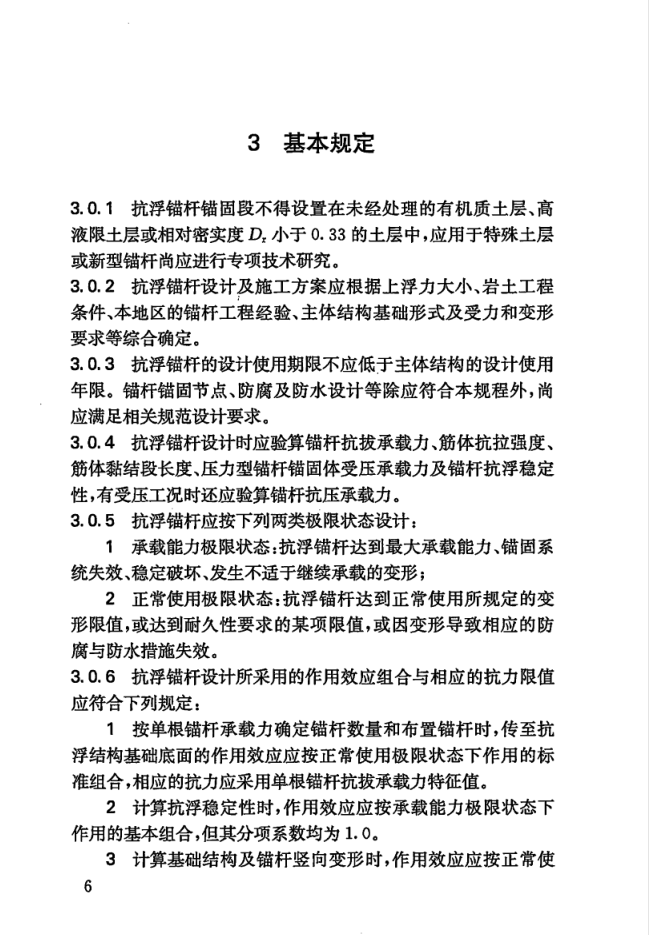 3 基本规定
3.0.1 抗浮锚杆锚固段不得设置在未经处理的有机质土层、高
液限土层或相对密实度 Dr 小于 0.33 的土层中,应用于特殊土层
或新型锚杆尚应进行专项技术研究。
3.0.2 抗浮锚杆设计及施工方案应根据上浮力大小、岩土工程
条件、本地区的锚杆工程经验、主体结构基础形式及受力和变形
要求等综合确定。
3.0.3 抗浮锚杆的设计使用期限不应低于主体结构的设计使用
年限。锚杆锚固节点、防腐及防水设计等除应符合本规程外,尚
应满足相关规范设计要求。
3.0.4 抗浮锚杆设计时应验算锚杆抗拔承载力、筋体抗拉强度、
筋体黏结段长度、压力型锚杆锚固体受压承载力及锚杆抗浮稳定
性,有受压工况时还应验算锚杆抗压承载力。
3.0.5 抗浮锚杆应按下列两类极限状态设计:
1 承载能力极限状态:抗浮锚杆达到最大承载能力、锚固系
统失效、稳定破坏、发生不适于继续承载的变形;
2 正常使用极限状态:抗浮锚杆达到正常使用所规定的变
形限值,或达到耐久性要求的某项限值,或因变形导致相应的防
腐与防水措施失效。
3.0.6 抗浮锚杆设计所采用的作用效应组合与相应的抗力限值
应符合下列规定:
1 按单根锚杆承载力确定锚杆数量和布置锚杆时,传至抗
浮结构基础底面的作用效应应按正常使用极限状态下作用的标
准组合,相应的抗力应采用单根锚杆抗拔承载力特征值。
2 计算抗浮稳定性时,作用效应应按承载能力极限状态下
作用的基本组合,但其分项系数均为 1.0。
3 计算基础结构及锚杆竖向变形时,作用效应应按正常使
6